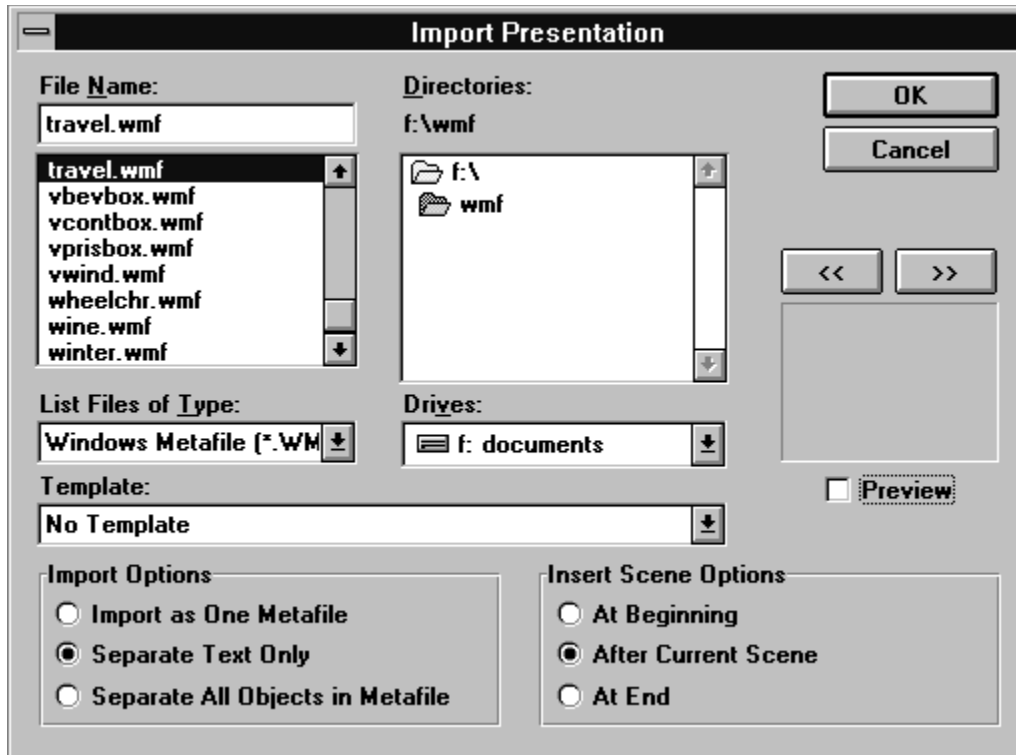 Import Presentation
File Name:
travel.wmf
travel.wmf
vbevbox.wmf
vcontbox.wmf
vprisbox.wmf
vwind.wmf
wheelchr.wmf
wine.wmf
winter.wmf
Directories:
f:\wmf
f:\
wmf
OK
Cancel
<<  >>
Preview
List Files of Type:
Windows Metafile (*.WM
Drives:
f: documents
Template:
No Template
Import Options
Import as One Metafile
Separate Text Only
Separate All Objects in Metafile
Insert Scene Options
At Beginning
After Current Scene
At End